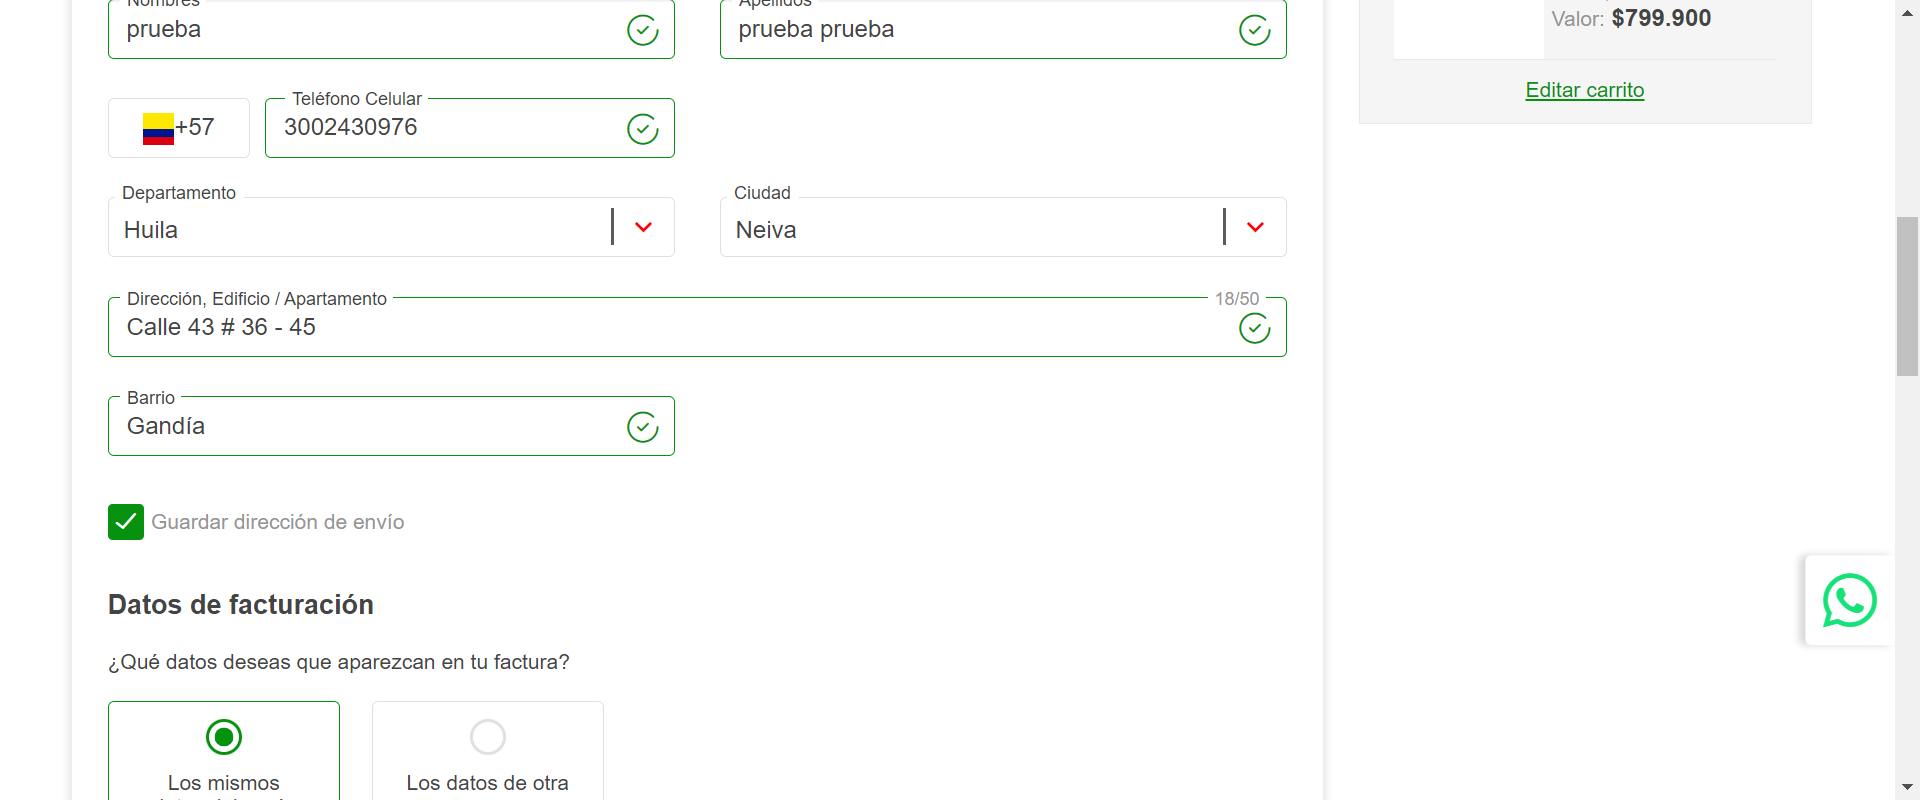 Nombres
prueba
Apellidos
prueba prueba
Valor: $799.900
Editar carrito
+57
Teléfono Celular
3002430976
Departamento
Huila
Ciudad
Neiva
Dirección, Edificio / Apartamento
18/50
Calle 43 # 36 - 45
Barrio
Gandía
Guardar dirección de envío
Datos de facturación
¿Qué datos deseas que aparezcan en tu factura?
Los mismos
Los datos de otra